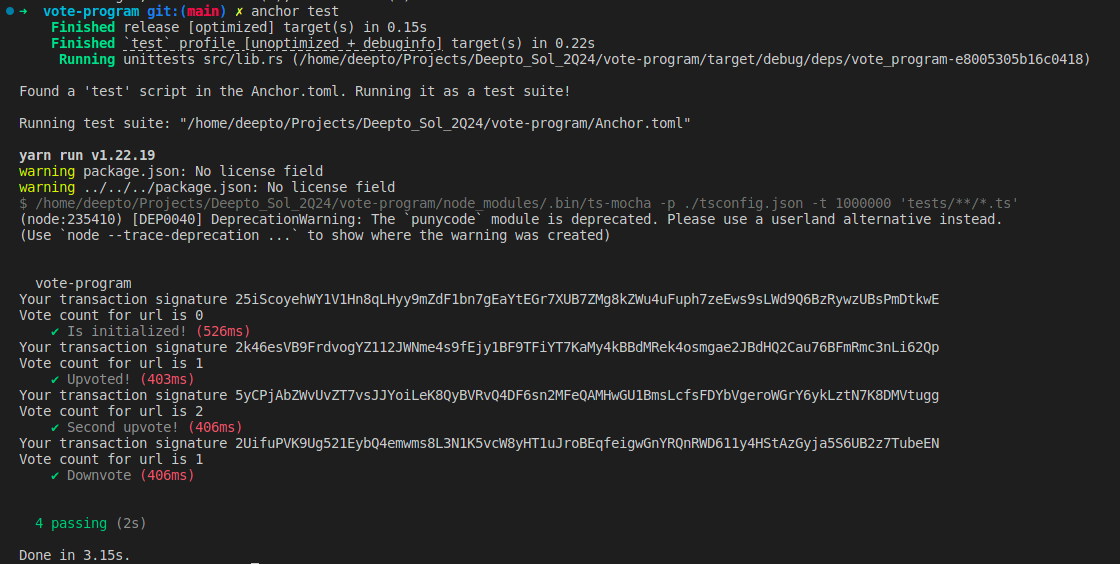 ➜ vote-program git:(main) ✗ anchor test
Finished release [optimized] target(s) in 0.15s
Finished `test` profile [unoptimized + debuginfo] target(s) in 0.22s
Running unittests src/lib.rs (/home/deepto/Projects/Deepto_Sol_2Q24/vote-program/target/debug/deps/vote_program-e8005305b16c0418)
Found a 'test' script in the Anchor.toml. Running it as a test suite!
Running test suite: "/home/deepto/Projects/Deepto_Sol_2Q24/vote-program/Anchor.toml"
yarn run v1.22.19
warning package.json: No license field
warning ../../../package.json: No license field
$ /home/deepto/Projects/Deepto_Sol_2Q24/vote-program/node_modules/.bin/ts-mocha -p ./tsconfig.json -t 1000000 'tests/**/*.ts'
(node:235410) [DEP0040] DeprecationWarning: The `punycode` module is deprecated. Please use a userland alternative instead.
(Use `node --trace-deprecation ...` to show where the warning was created)
vote-program
Your transaction signature 25iScoyehWY1V1Hn8qLHyy9mZdF1bn7gEaYtEGr7XUB7ZMg8kZWu4uFuph7zeEws9sLWd9Q6BzRywzUBsPmDtkwE
Vote count for url is 0
✔ Is initialized! (526ms)
Your transaction signature 2k46esVB9FrdvogYZ112JWNme4s9fEjy1BF9TFiYT7KaMy4kBBdMRek4osmgae2JBdHQ2Cau76BFmRmc3nLi62Qp
Vote count for url is 1
✔ Upvoted! (403ms)
Your transaction signature 5yCPjAbZWvUvZT7vsJJYoiLeK8QyBVRvQ4DF6sn2MFeQAMHwGU1BmsLcfsFDYbVgeroWGrY6ykLztN7K8DMVtugg
Vote count for url is 2
✔ Second upvote! (406ms)
Your transaction signature 2UifuPVK9Ug521EybQ4emwms8L3N1K5vcW8yHT1uJroBEqfeigwGnYRQnRWD611y4HStAzGyja5S6UB2z7TubeEN
Vote count for url is 1
✔ Downvote (406ms)
4 passing (2s)
Done in 3.15s.